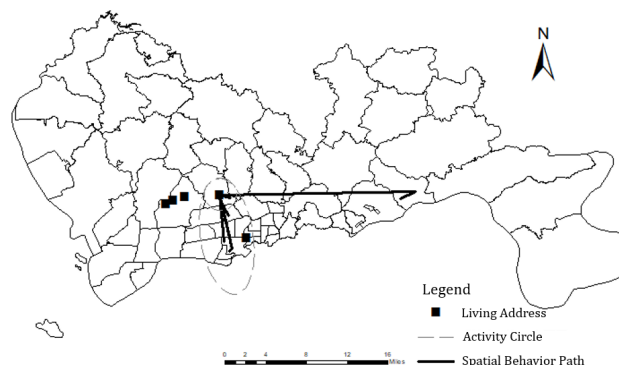 N
Legend
Living Address
Activity Circle
Spatial Behavior Path
0 2 4 8 12 16
Miles